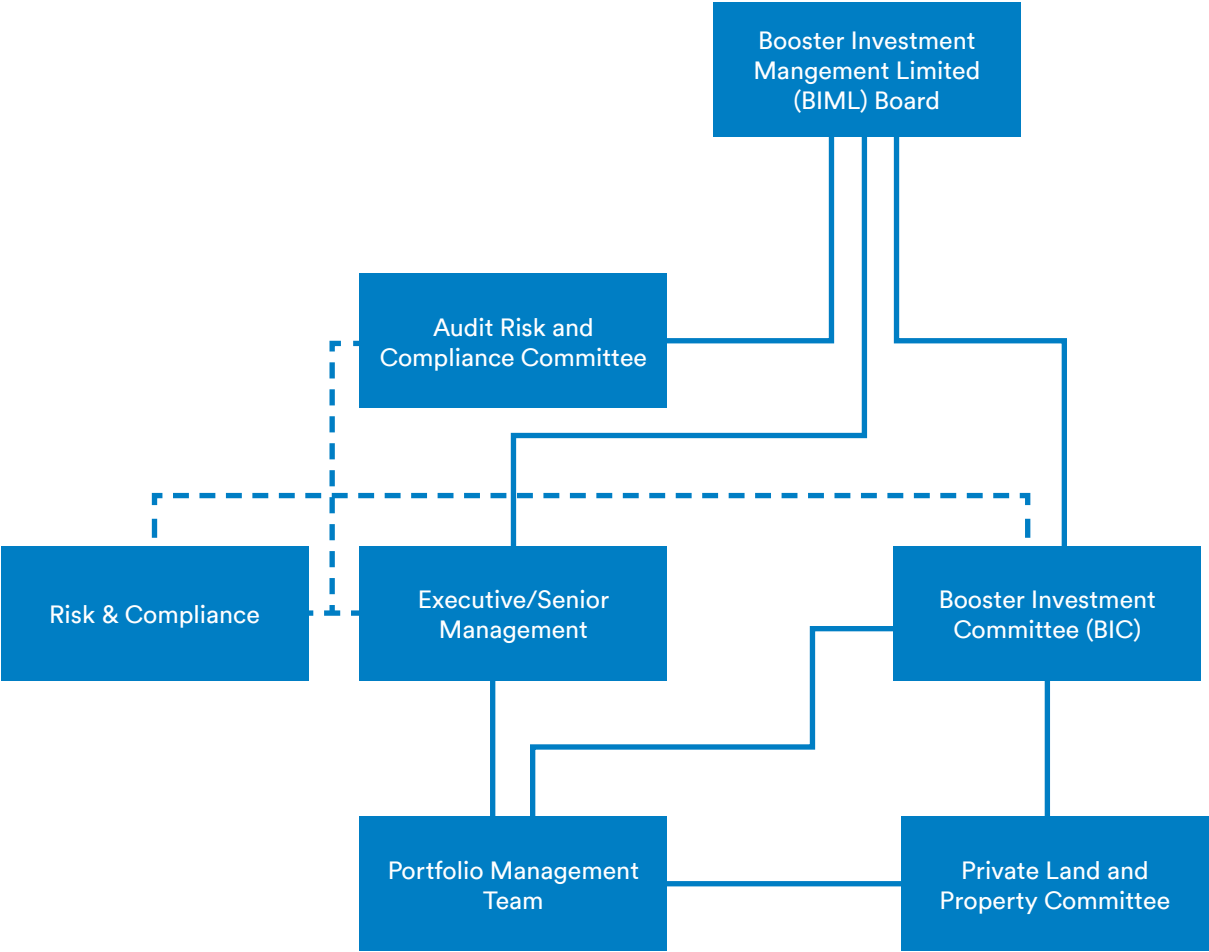 Booster Investment
Mangement Limited
(BIML) Board
Audit Risk and
Compliance Committee
Risk & Compliance
Executive/Senior
Management
Booster Investment
Committee (BIC)
Portfolio Management
Team
Private Land and
Property Committee